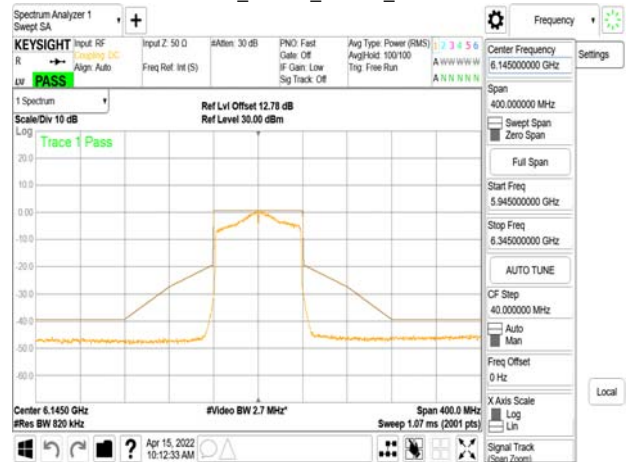 Spectrum Analyzer 1
Swept SA
Frequency
KEYSIGHT
R
LW
PASS
Input: RF
Coupling: DC
Align: Auto
Input Z: 50 Ω
Freq Ref: Int (S)
#Atten: 30 dB
PNO: Fast
Gate: Off
IF Gain: Low
Sig Track: Off
Avg Type: Power (RMS)
Avg|Hold: 100/100
Trig: Free Run
1 2 3 4 5 6
A W W W W W
A N N N N N
Center Frequency
6.145000000 GHz
Settings
Span
400.000000 MHz
Swept Span
Zero Span
Full Span
Start Freq
5.945000000 GHz
Stop Freq
6.345000000 GHz
AUTO TUNE
CF Step
40.000000 MHz
Auto
Man
Freq Offset
0 Hz
X Axis Scale
Log
Lin
Local
Signal Track
(Span Zoom)
1 Spectrum
Scale/Div 10 dB
Ref Lvl Offset 12.78 dB
Ref Level 30.00 dBm
Log
Trace 1 Pass
20.0
10.0
0.00
-10.0
-20.0
-30.0
-40.0
-50.0
-60.0
Center 6.1450 GHz
#Video BW 2.7 MHz*
Span 400.0 MHz
#Res BW 820 kHz
Sweep 1.07 ms (2001 pts)
?
Apr 15, 2022
10:12:33 AM